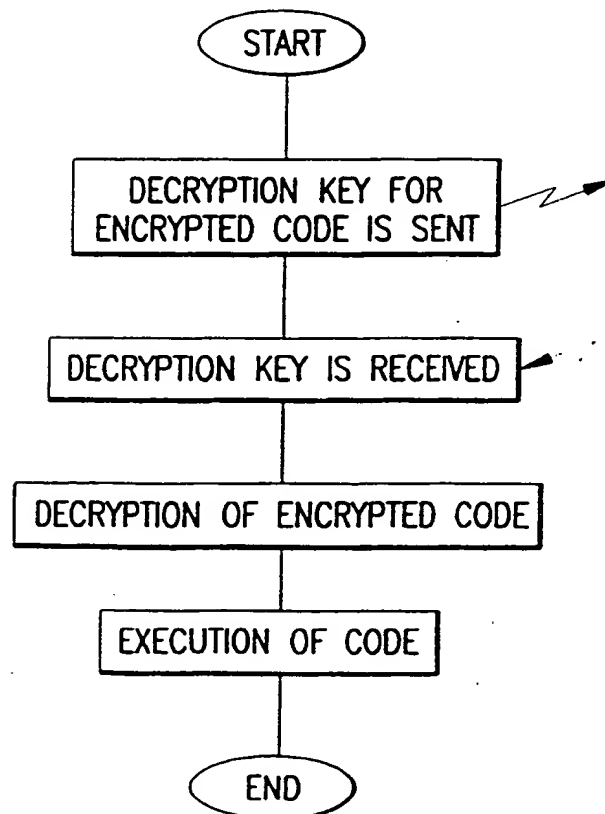 START
DECRYPTION KEY FOR
ENCRYPTED CODE IS SENT
DECRYPTION KEY IS RECEIVED
DECRYPTION OF ENCRYPTED CODE
EXECUTION OF CODE
END